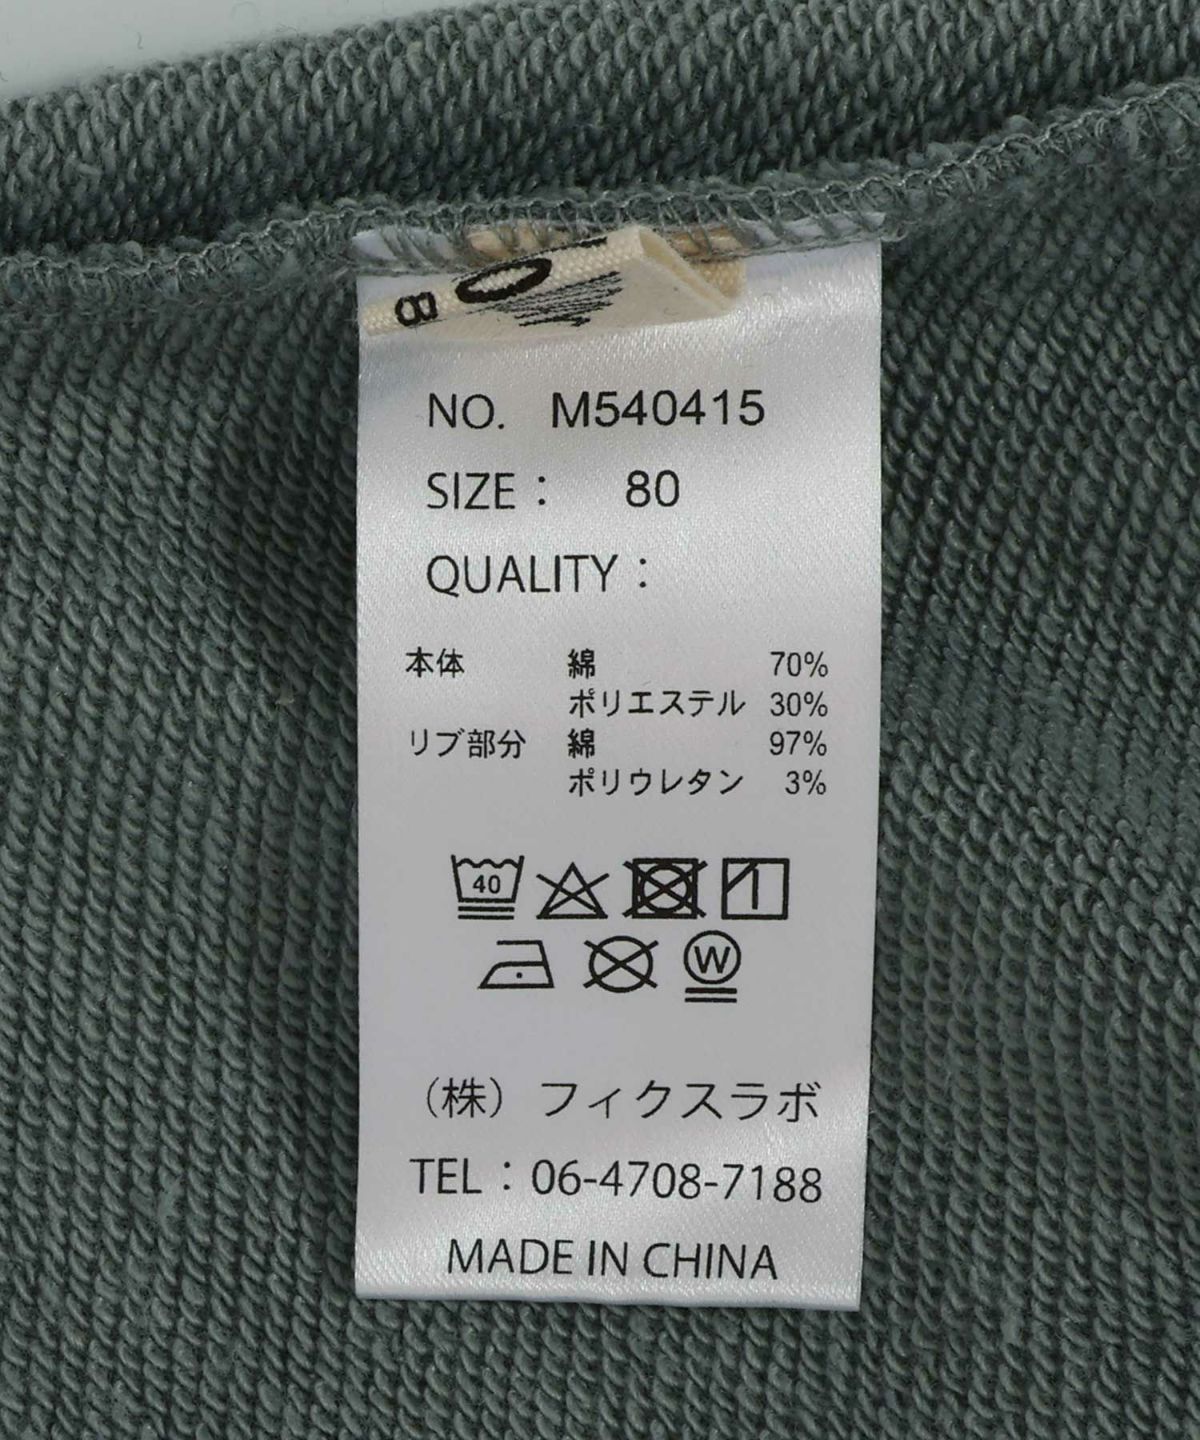 8
NO. M540415
SIZE： 80
QUALITY：
本体 綿 70%
ポリエステル 30%
リブ部分 綿 97%
ポリウレタン 3%
40
W
（株）フィクスラボ
TEL：06-4708-7188
MADE IN CHINA